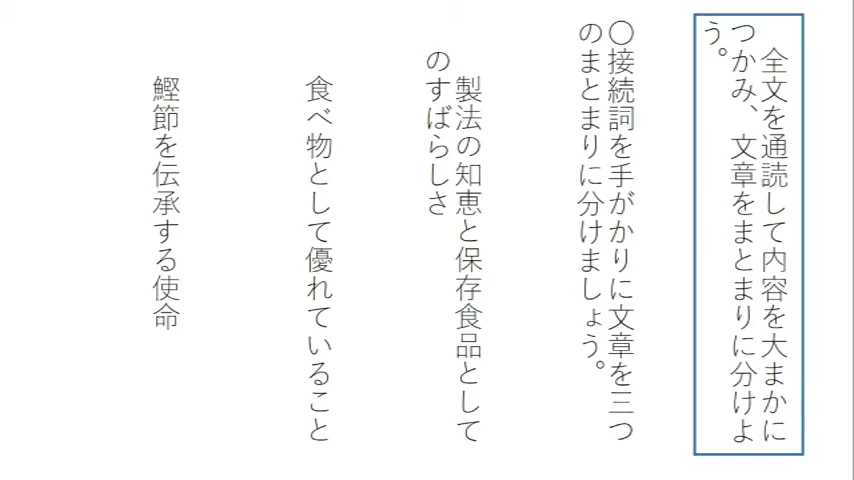 全文を通読して内容を大まかに
つかみ、文章をまとまりに分けよ
う。
〇接続詞を手がかりに文章を三つ
のまとまりに分けましょう。
製法の知恵と保存食品として
のすばらしさ
食べ物として優れていること
鰹節を伝承する使命